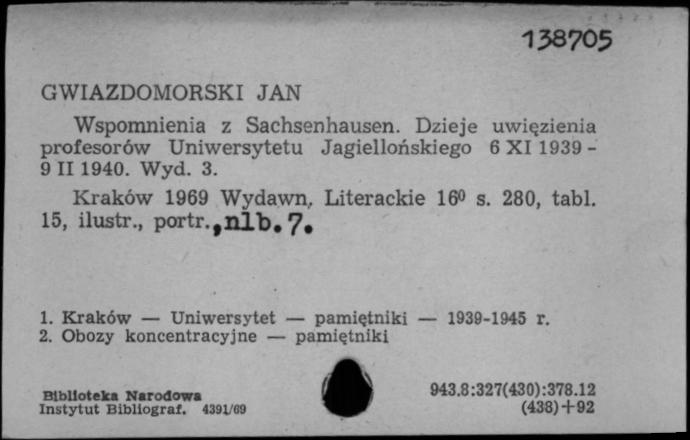 138705
GWIAZDOMORSKI JAN
Wspomnienia z Sachsenhausen. Dzieje uwięzienia
profesorów Uniwersytetu Jagiellońskiego 6 XI 1939 -
9 II 1940. Wyd. 3.
Kraków 1969 Wydawn. Literackie 16⁰ s. 280, tabl.
15, ilustr., portr., nlb. 7.
1. Kraków — Uniwersytet — pamiętniki — 1939-1945 r.
2. Obozy koncentracyjne — pamiętniki
Biblioteka Narodowa
Instytut Bibliograf. 4391/69
943.8:327(430):378.12
(438)+92